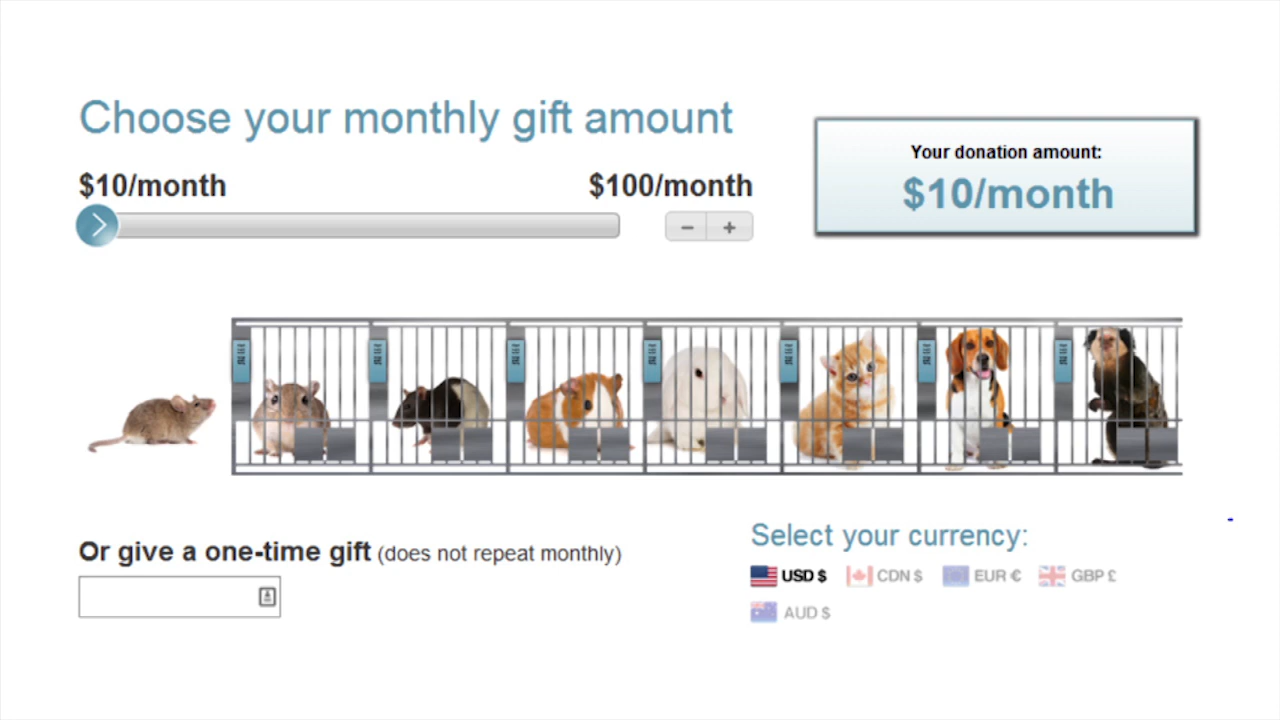 Choose your monthly gift amount
$10/month $100/month
− +
Your donation amount:
$10/month
Or give a one-time gift (does not repeat monthly)
Select your currency:
USD $ CDN $ EUR € GBP £
AUD $